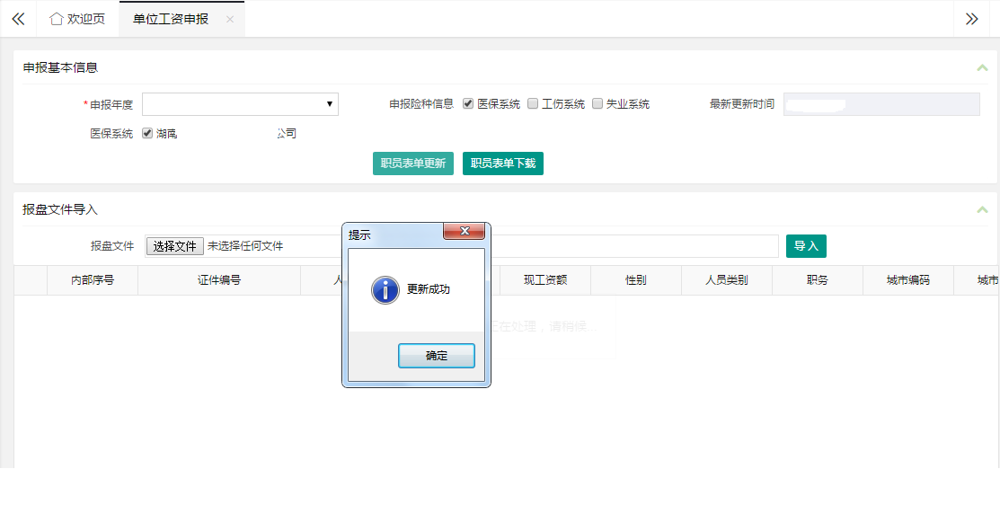 欢迎页 单位工资申报
申报基本信息
*申报年度 申报险种信息 医保系统 工伤系统 失业系统 最新更新时间
医保系统 湖南 公司
职员表单更新 职员表单下载
报盘文件导入
报盘文件 选择文件 未选择任何文件 导入
内部序号 证件编号 人 现工资额 性别 人员类别 职务 城市编码 城市
提示
更新成功
正在处理，请稍候...
确定